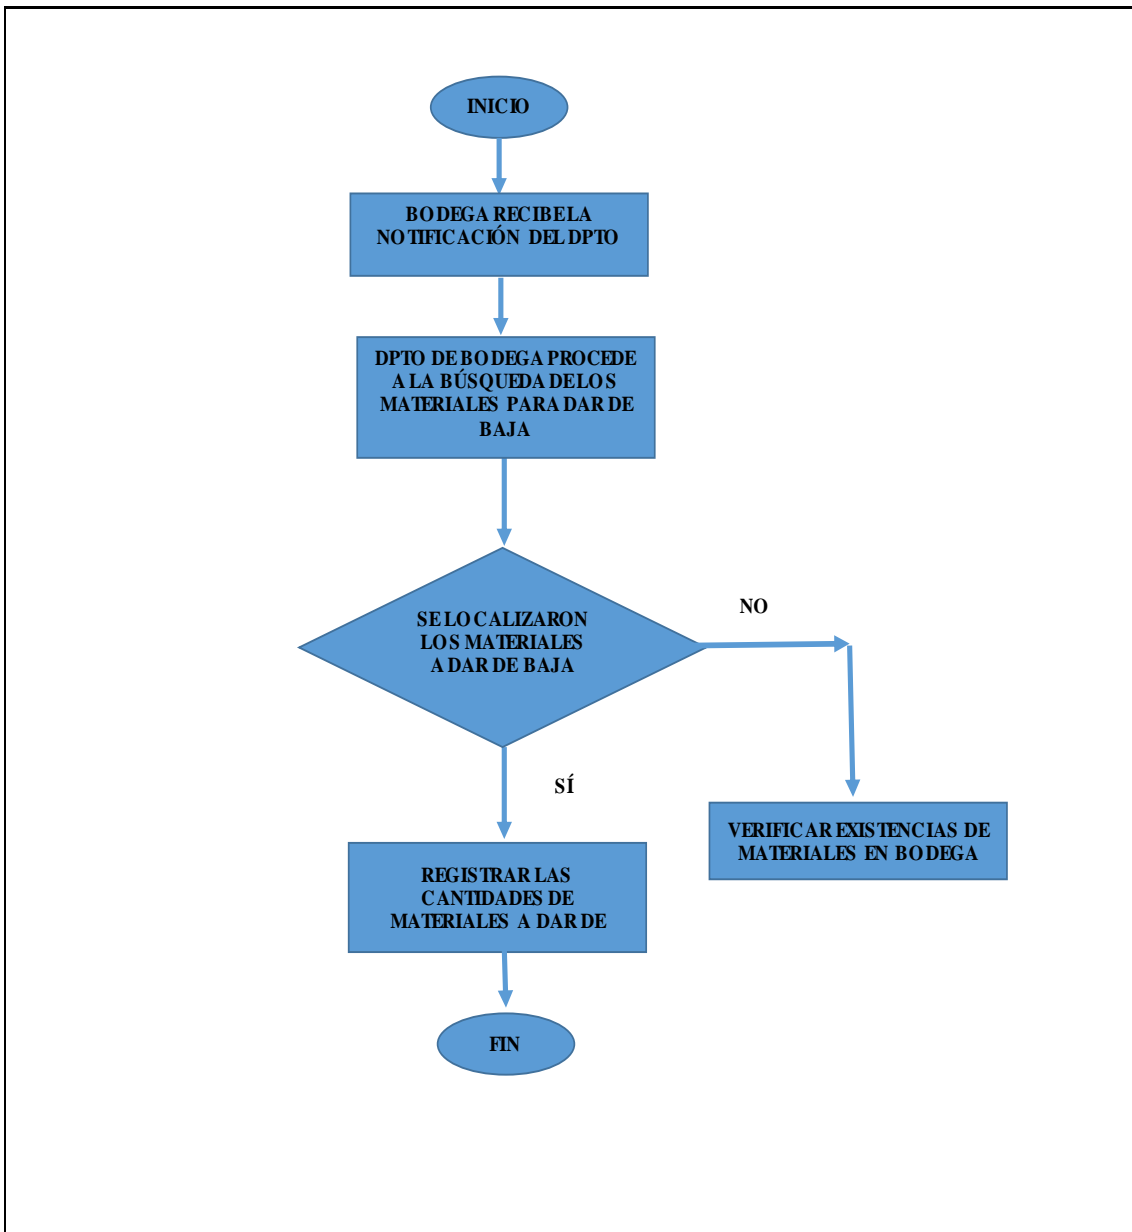 INICIO
BODEGA RECIBE LA
NOTIFICACIÓN DEL DPTO
DPTO DE BODEGA PROCEDE
A LA BÚSQUEDA DE LOS
MATERIALES PARA DAR DE
BAJA
SE LOCALIZARON
LOS MATERIALES
A DAR DE BAJA
NO
SÍ
VERIFICAR EXISTENCIAS DE
MATERIALES EN BODEGA
REGISTRAR LAS
CANTIDADES DE
MATERIALES A DAR DE
FIN